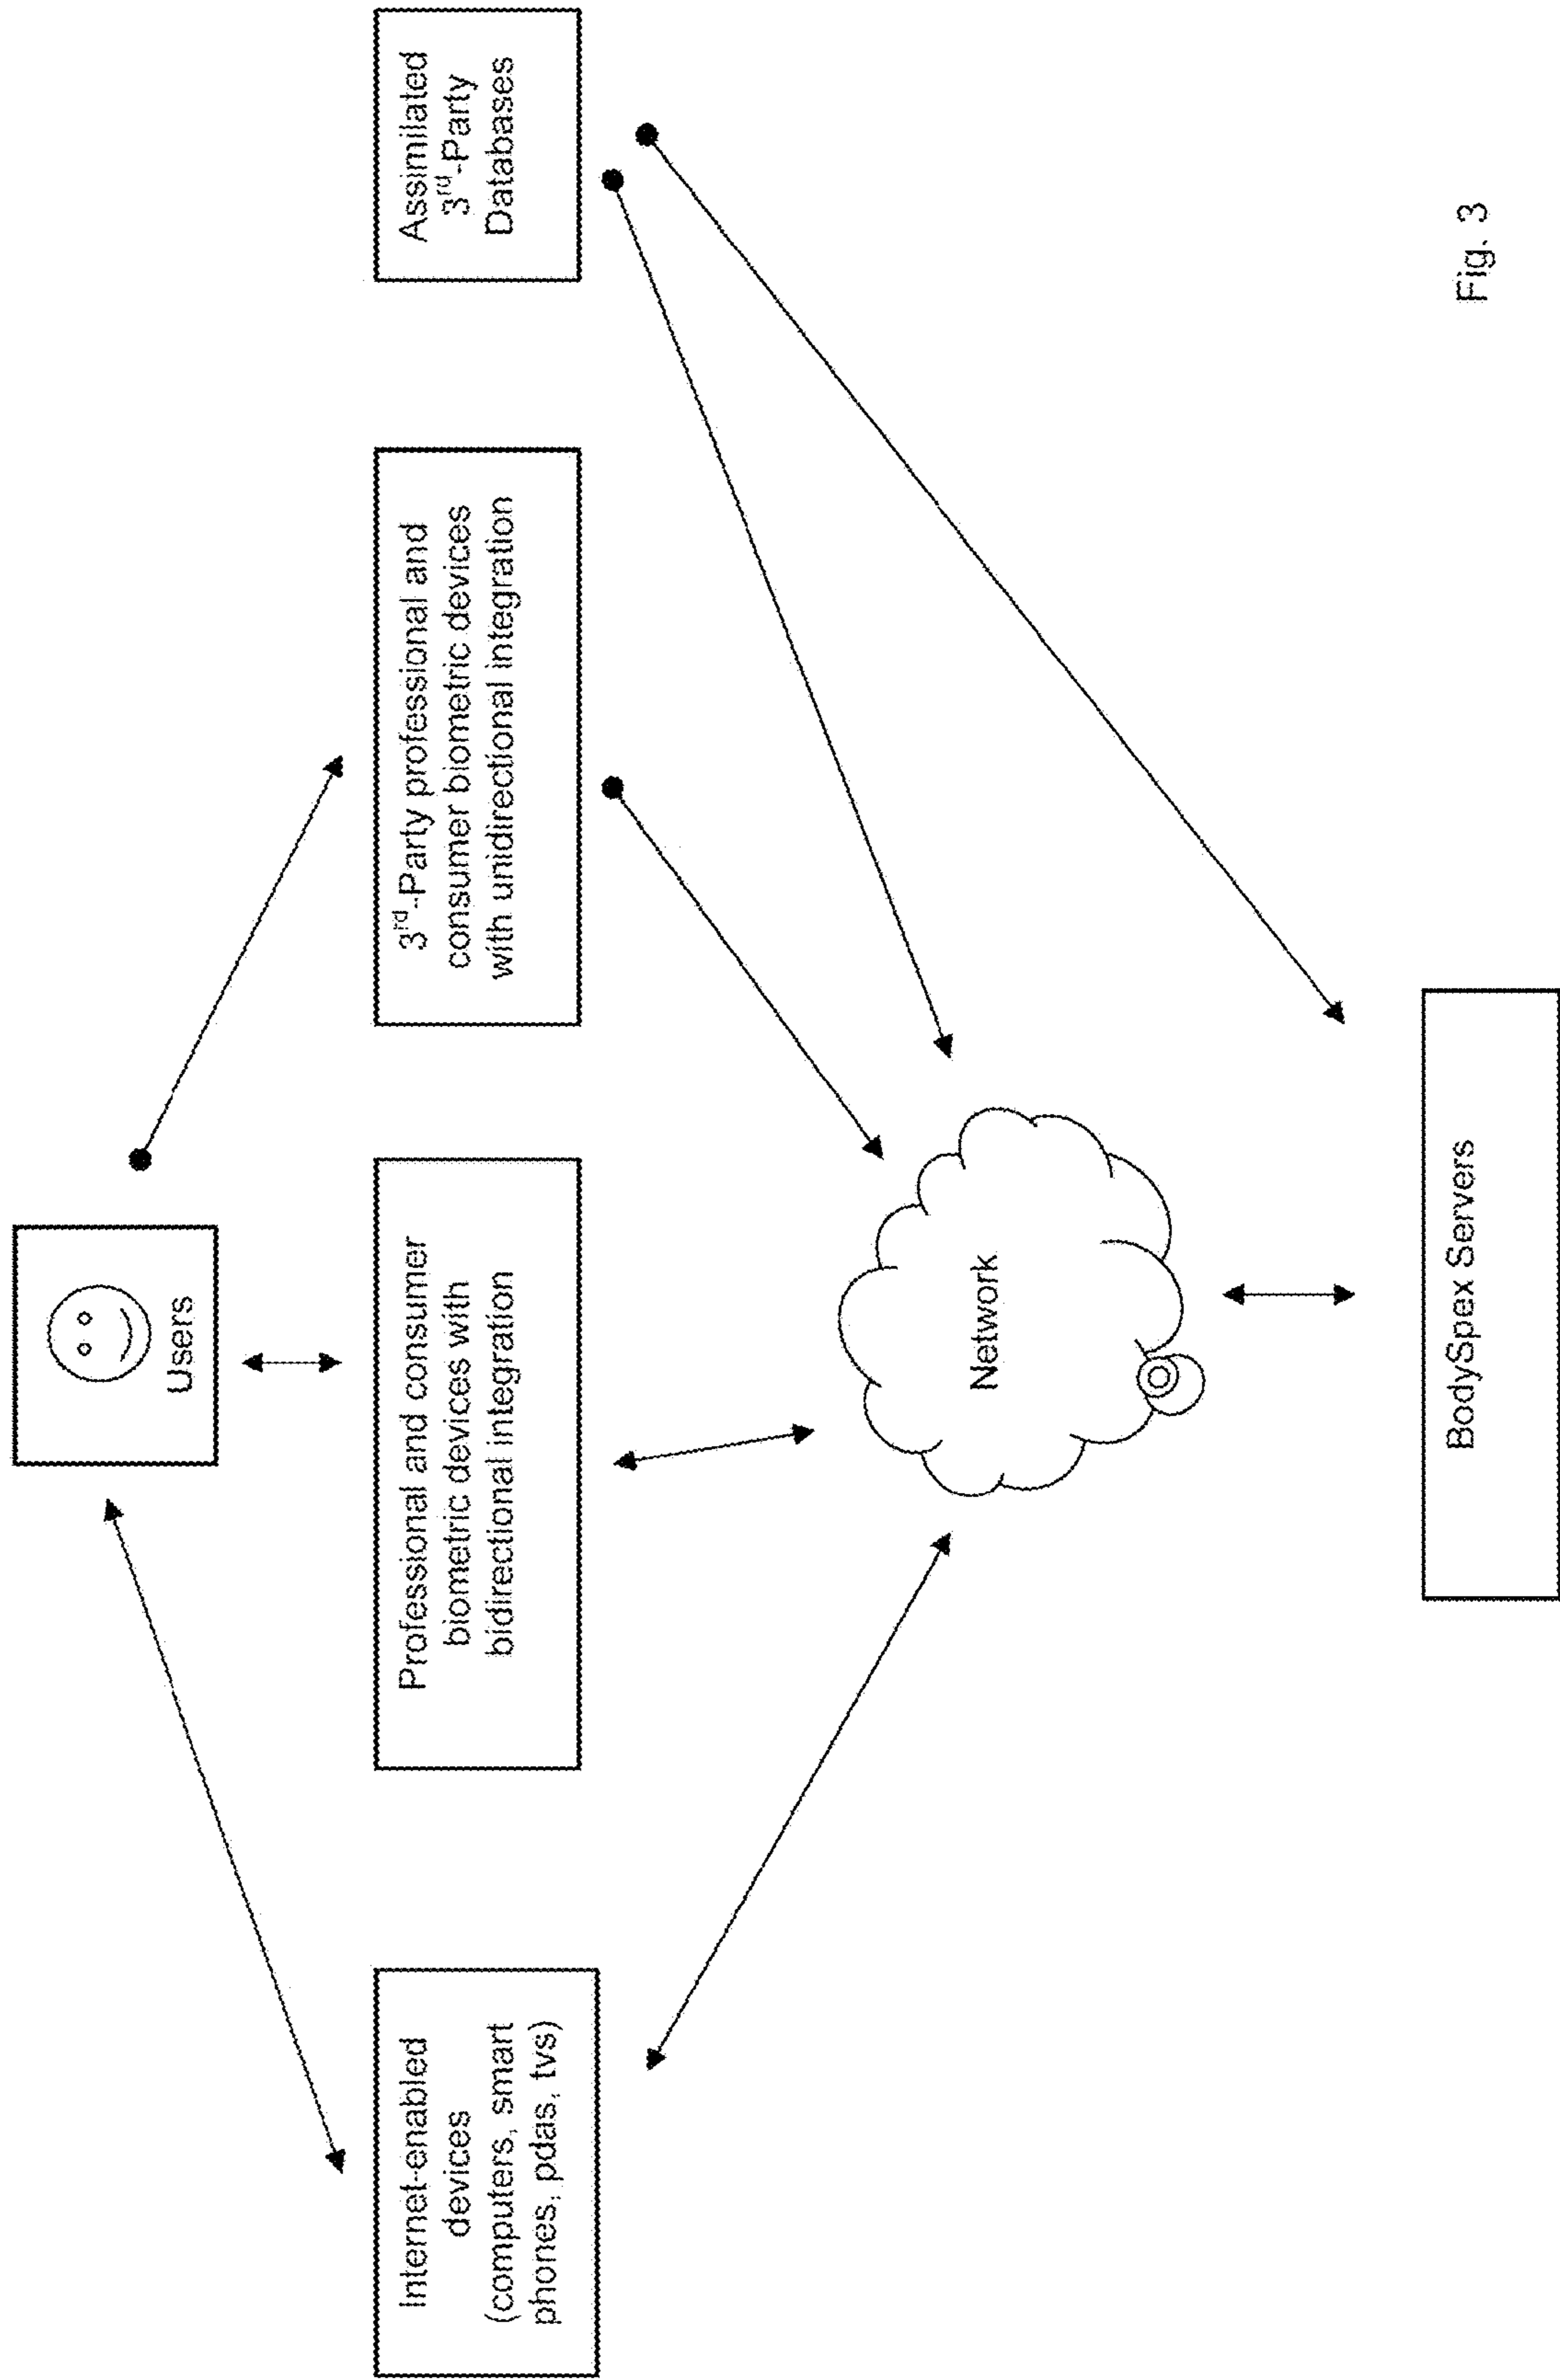 Users
Internet-enabled
devices
(computers, smart
phones, pdas, tvs)
Professional and consumer
biometric devices with
bidirectional integration
3rd-Party professional and
consumer biometric devices
with unidirectional integration
Assimilated
3rd-Party
Databases
Network
BodySpex Servers
Fig. 3